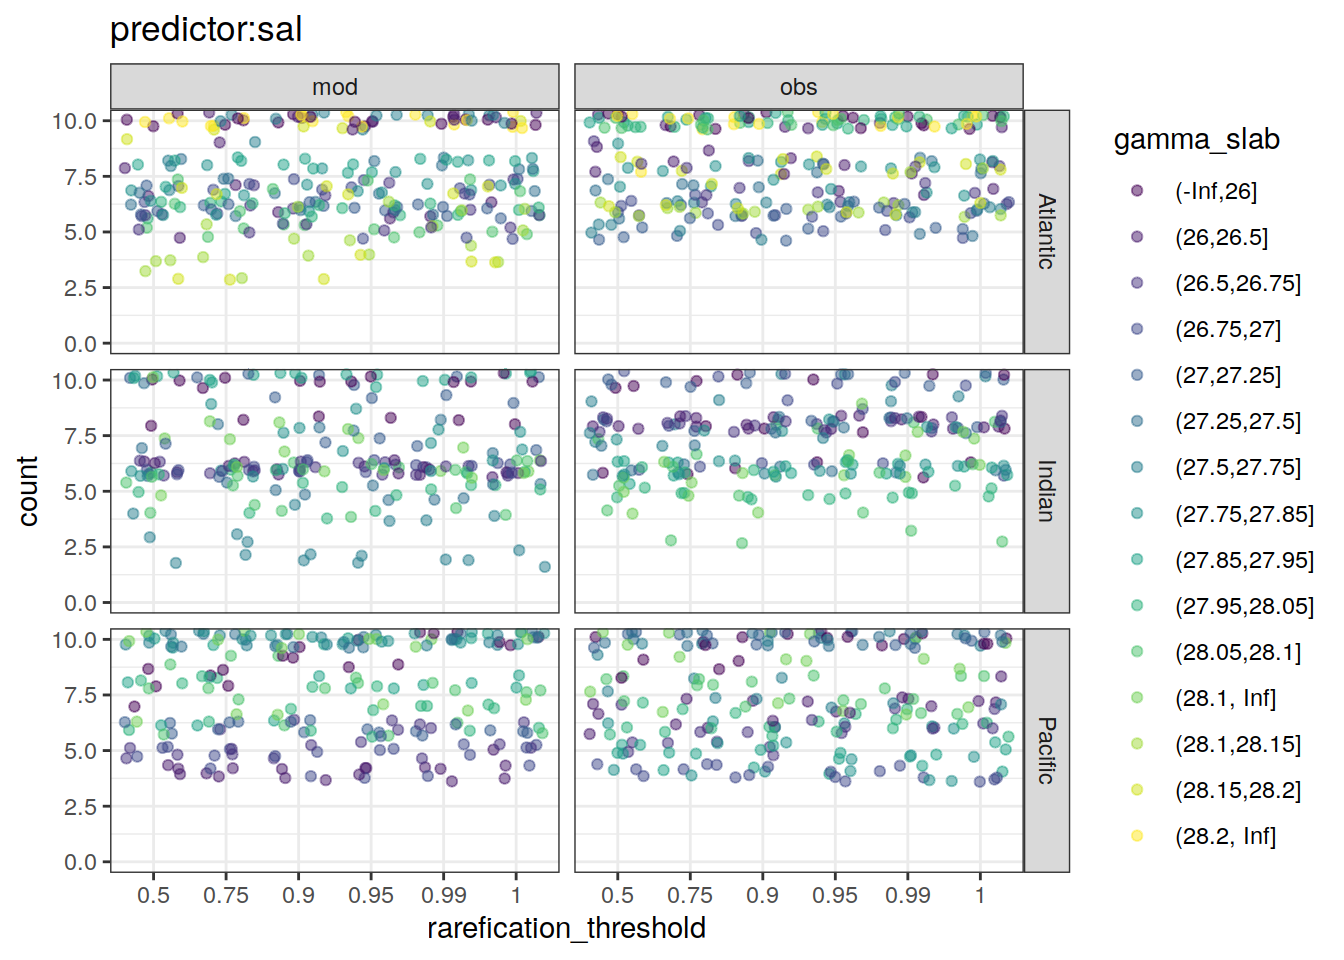 predictor:sal
mod
obs
gamma_slab
(-Inf,26]
(26,26.5]
(26.5,26.75]
(26.75,27]
(27,27.25]
(27.25,27.5]
(27.5,27.75]
(27.75,27.85]
(27.85,27.95]
(27.95,28.05]
(28.05,28.1]
(28.1, Inf]
(28.1,28.15]
(28.15,28.2]
(28.2, Inf]
count
10.0
7.5
5.0
2.5
0.0
Atlantic
10.0
7.5
5.0
2.5
0.0
Indian
10.0
7.5
5.0
2.5
0.0
Pacific
0.5 0.75 0.9 0.95 0.99 1
0.5 0.75 0.9 0.95 0.99 1
rarefication_threshold